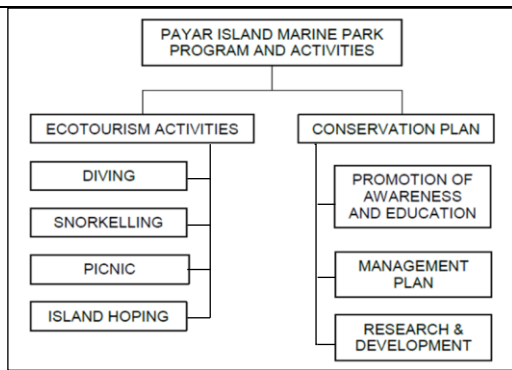 PAYAR ISLAND MARINE PARK
PROGRAM AND ACTIVITIES
ECOTOURISM ACTIVITIES
DIVING
SNORKELLING
PICNIC
ISLAND HOPING
CONSERVATION PLAN
PROMOTION OF
AWARENESS
AND EDUCATION
MANAGEMENT
PLAN
RESEARCH &
DEVELOPMENT